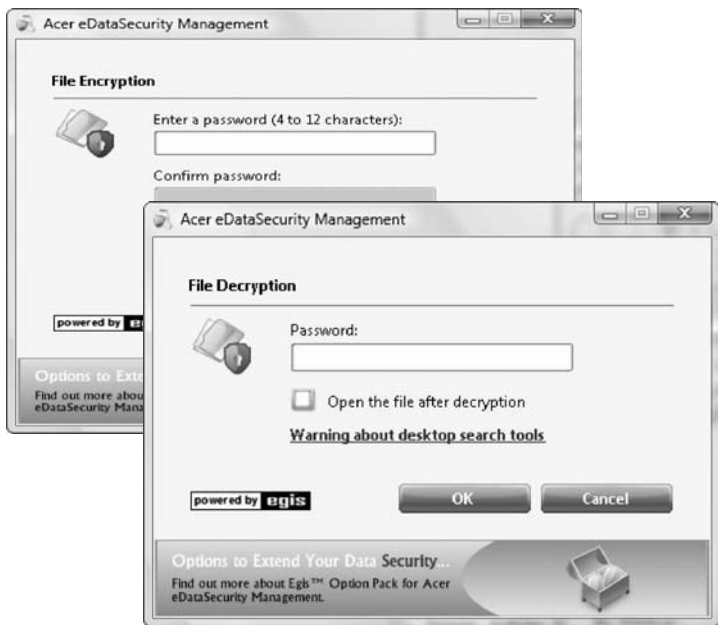 Acer eDataSecurity Management
File Encryption
Enter a password (4 to 12 characters):
Confirm password:
powered by
Options to
Find out more
eDataSecurity
Acer eDataSecurity Management
File Decryption
Password:
Open the file after decryption
Warning about desktop search tools
powered by egis
OK
Cancel
Options to Extend Your Data Security...
Find out more about Egis™ Option Pack for Acer
eDataSecurity Management.